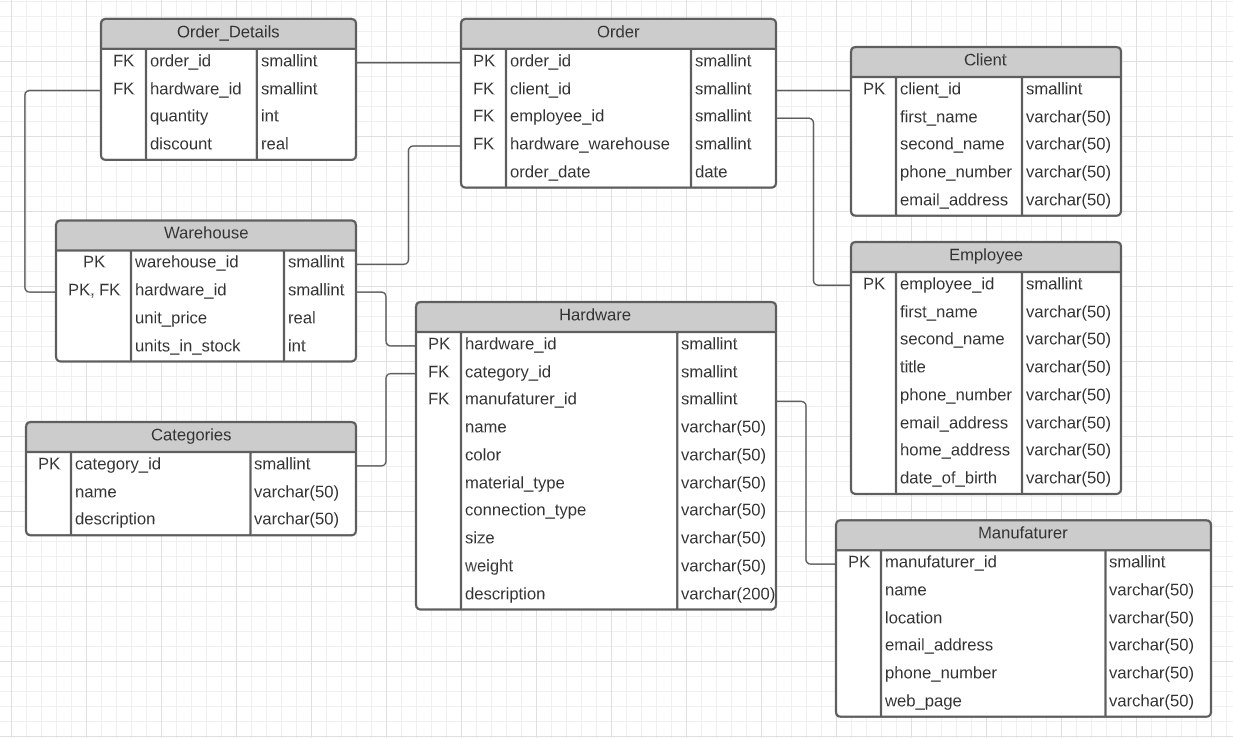 Order_Details
FK order_id smallint
FK hardware_id smallint
quantity int
discount real
Order
PK order_id smallint
FK client_id smallint
FK employee_id smallint
FK hardware_warehouse smallint
order_date date
Client
PK client_id smallint
first_name varchar(50)
second_name varchar(50)
phone_number varchar(50)
email_address varchar(50)
Warehouse
PK warehouse_id smallint
PK, FK hardware_id smallint
unit_price real
units_in_stock int
Employee
PK employee_id smallint
first_name varchar(50)
second_name varchar(50)
title varchar(50)
phone_number varchar(50)
email_address varchar(50)
home_address varchar(50)
date_of_birth varchar(50)
Hardware
PK hardware_id smallint
FK category_id smallint
FK manufaturer_id smallint
name varchar(50)
color varchar(50)
material_type varchar(50)
connection_type varchar(50)
size varchar(50)
weight varchar(50)
description varchar(200)
Categories
PK category_id smallint
name varchar(50)
description varchar(50)
Manufaturer
PK manufaturer_id smallint
name varchar(50)
location varchar(50)
email_address varchar(50)
phone_number varchar(50)
web_page varchar(50)